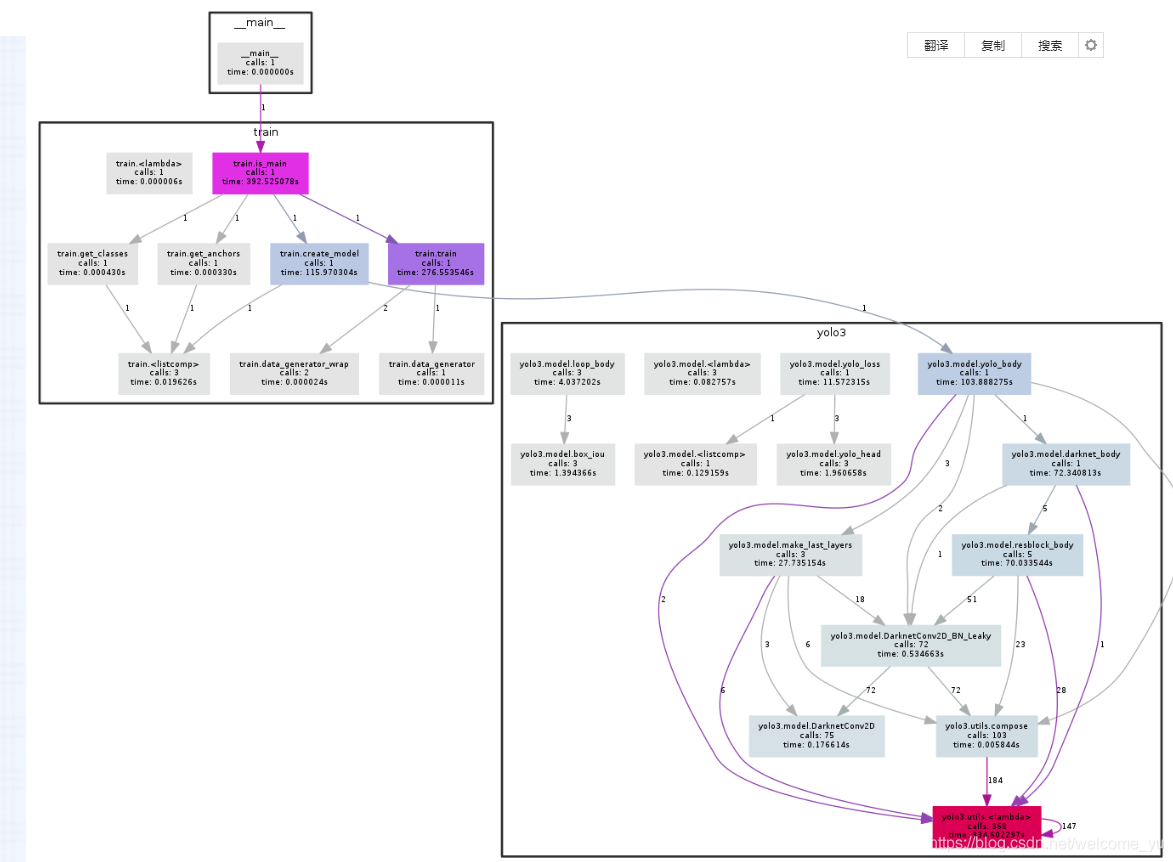 __main__
__main__
calls: 1
time: 0.000000s
翻译 复制 搜索
1
train
train.<lambda>
calls: 1
time: 0.000006s
train.is_main
calls: 1
time: 392.525078s
1
1
1
1
train.get_classes
calls: 1
time: 0.000430s
train.get_anchors
calls: 1
time: 0.000330s
train.create_model
calls: 1
time: 115.970304s
train.train
calls: 1
time: 276.553546s
1
1
1
2
1
1
train.<listcomp>
calls: 3
time: 0.019626s
train.data_generator_wrap
calls: 2
time: 0.000024s
train.data_generator
calls: 1
time: 0.000011s
yolo3
yolo3.model.loop_body
calls: 3
time: 4.037202s
yolo3.model.<lambda>
calls: 3
time: 0.082757s
yolo3.model.yolo_loss
calls: 1
time: 11.572315s
yolo3.model.yolo_body
calls: 1
time: 103.888275s
3
1
3
1
yolo3.model.box_iou
calls: 3
time: 1.394366s
yolo3.model.<listcomp>
calls: 1
time: 0.129159s
yolo3.model.yolo_head
calls: 3
time: 1.960658s
yolo3.model.darknet_body
calls: 1
time: 72.340813s
3
2
5
yolo3.model.make_last_layers
calls: 3
time: 27.735154s
1
yolo3.model.resblock_body
calls: 5
time: 70.033544s
2
18
51
yolo3.model.DarknetConv2D_BN_Leaky
calls: 72
time: 0.534663s
3
6
23
1
6
72
72
28
yolo3.model.DarknetConv2D
calls: 75
time: 0.176614s
yolo3.utils.compose
calls: 103
time: 0.005844s
184
yolo3.utils.<lambda>
calls: 368
147
https://blog.csdn.net/welcome_yu